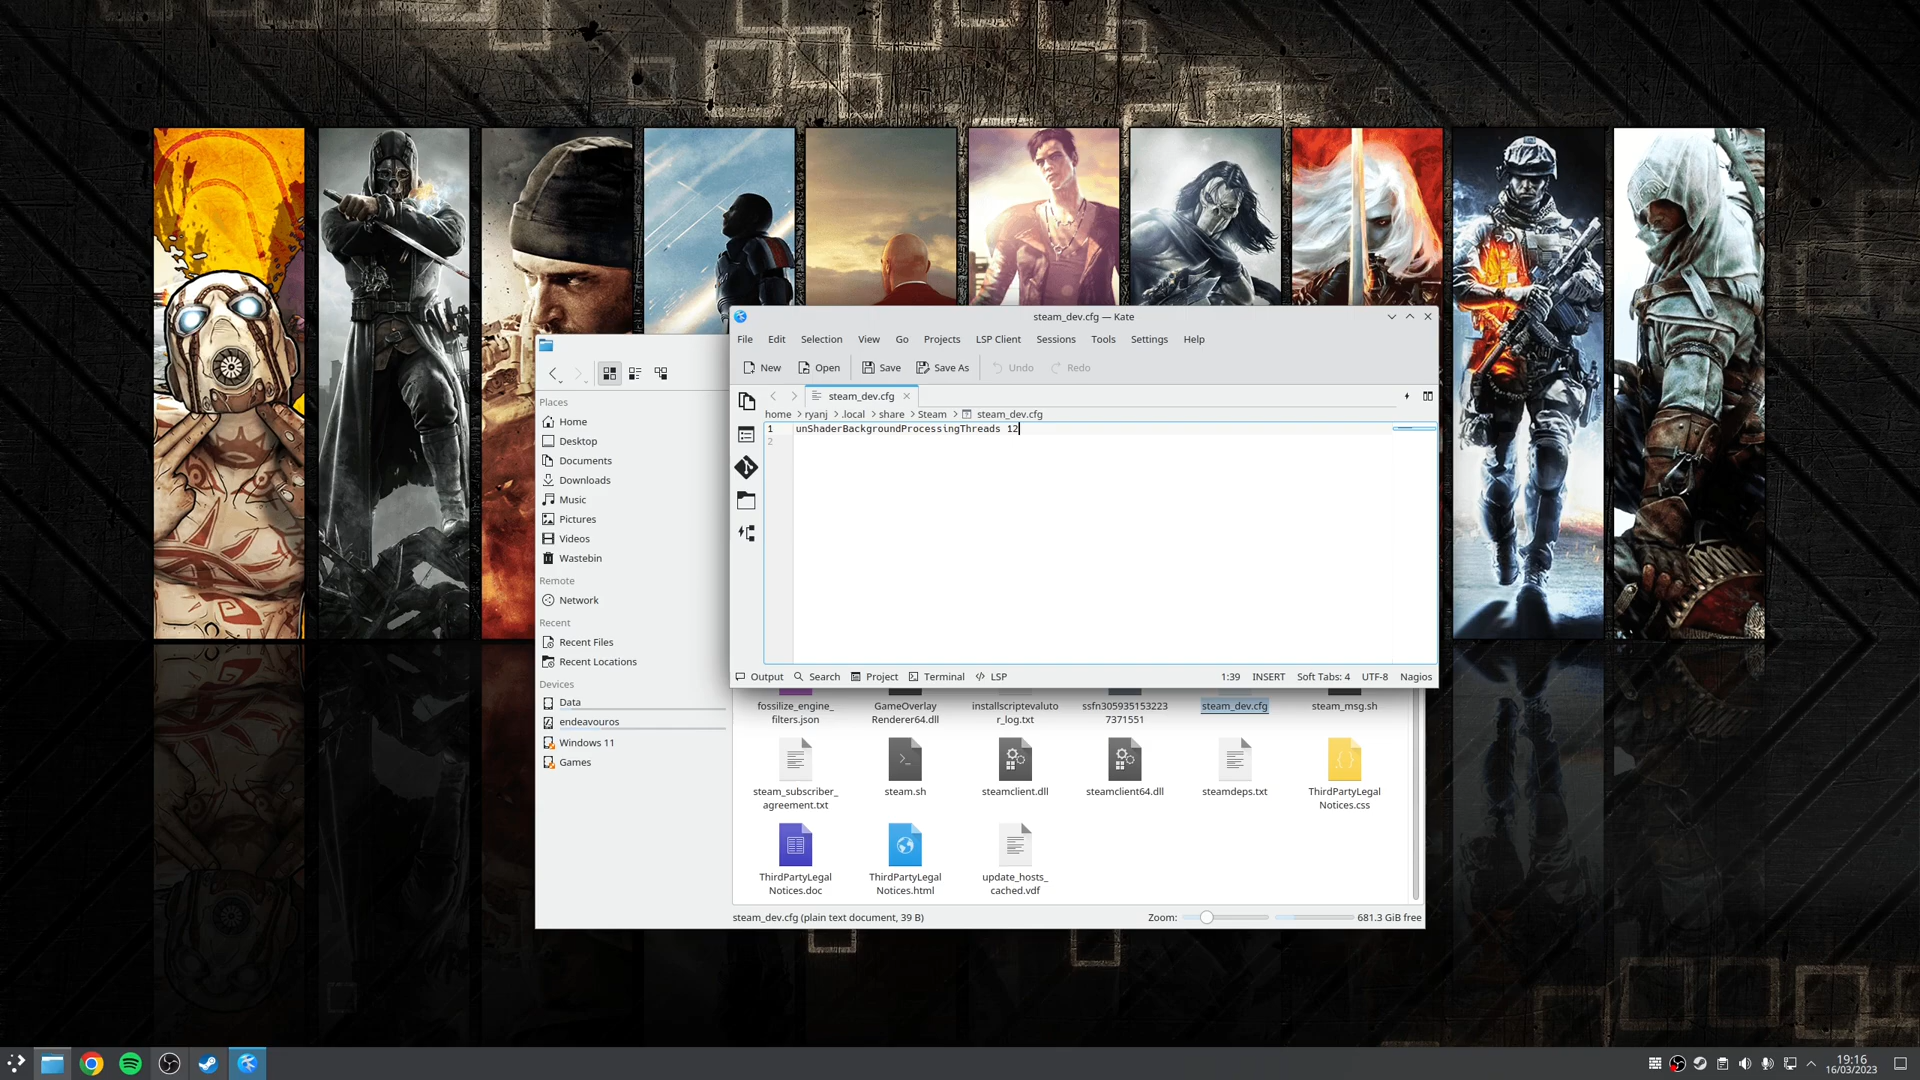 steam_dev.cfg — Kate
File Edit Selection View Go Projects LSP Client Sessions Tools Settings Help
New Open Save Save As Undo Redo
steam_dev.cfg
home ryanj .local share Steam steam_dev.cfg
1 unShaderBackgroundProcessingThreads 12
2
Output Search Project Terminal LSP 1:39 INSERT Soft Tabs: 4 UTF-8 Nagios
Places
Home
Desktop
Documents
Downloads
Music
Pictures
Videos
Wastebin
Remote
Network
Recent
Recent Files
Recent Locations
Devices
Data
endeavouros
Windows 11
Games
fossilize_engine_
filters.json
GameOverlay
Renderer64.dll
installscriptevaluto
r_log.txt
ssfn305935153223
7371551
steam_dev.cfg
steam_msg.sh
steam_subscriber_
agreement.txt
steam.sh
steamclient.dll
steamclient64.dll
steamdeps.txt
ThirdPartyLegal
Notices.css
ThirdPartyLegal
Notices.doc
ThirdPartyLegal
Notices.html
update_hosts_
cached.vdf
steam_dev.cfg (plain text document, 39 B) Zoom: 681.3 GiB free
19:16
16/03/2023